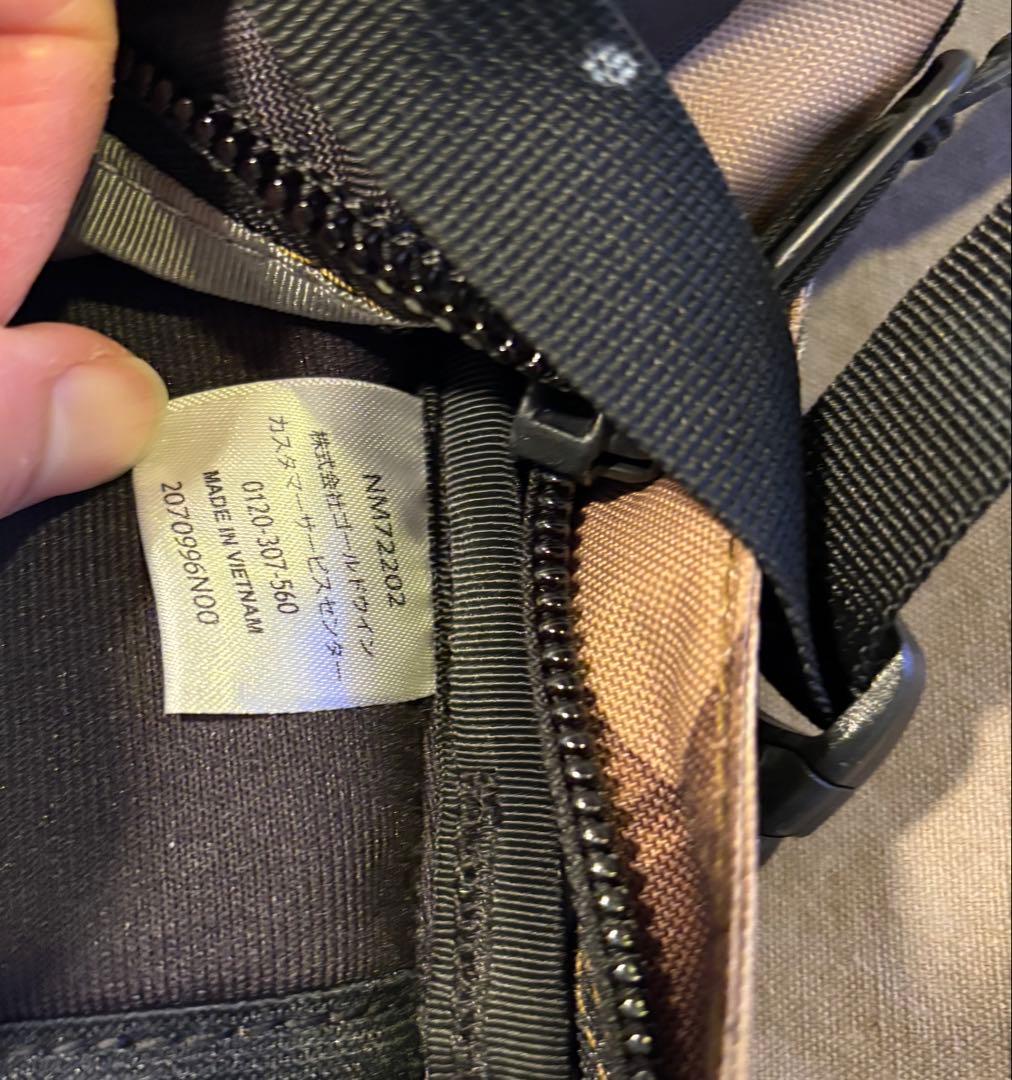 NM72202
株式会社ゴールドウイン
カスタマーサービスセンター
0120-307-560
MADE IN VIETNAM
2070996N00